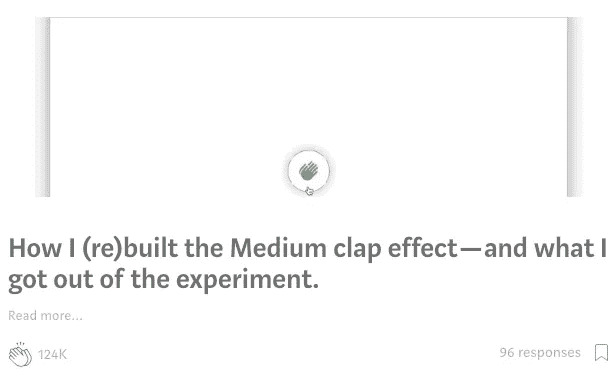 How I (re)built the Medium clap effect—and what I
got out of the experiment.
Read more...
124K
96 responses